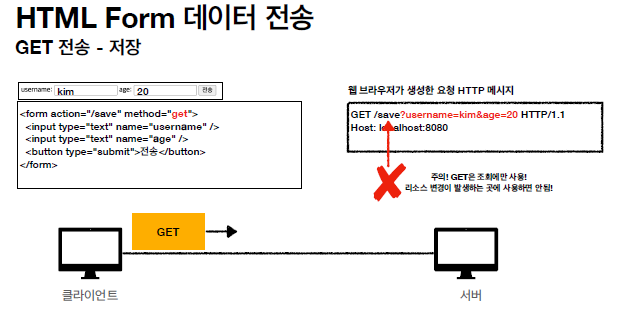 HTML Form 데이터 전송
GET 전송 - 저장
username: kim age: 20 전송
<form action="/save" method="get">
<input type="text" name="username" />
<input type="text" name="age" />
<button type="submit">전송</button>
</form>
웹 브라우저가 생성한 요청 HTTP 메시지
GET /save?username=kim&age=20 HTTP/1.1
Host: localhost:8080
주의! GET은 조회에만 사용!
리소스 변경이 발생하는 곳에 사용하면 안됨!
GET
클라이언트
서버